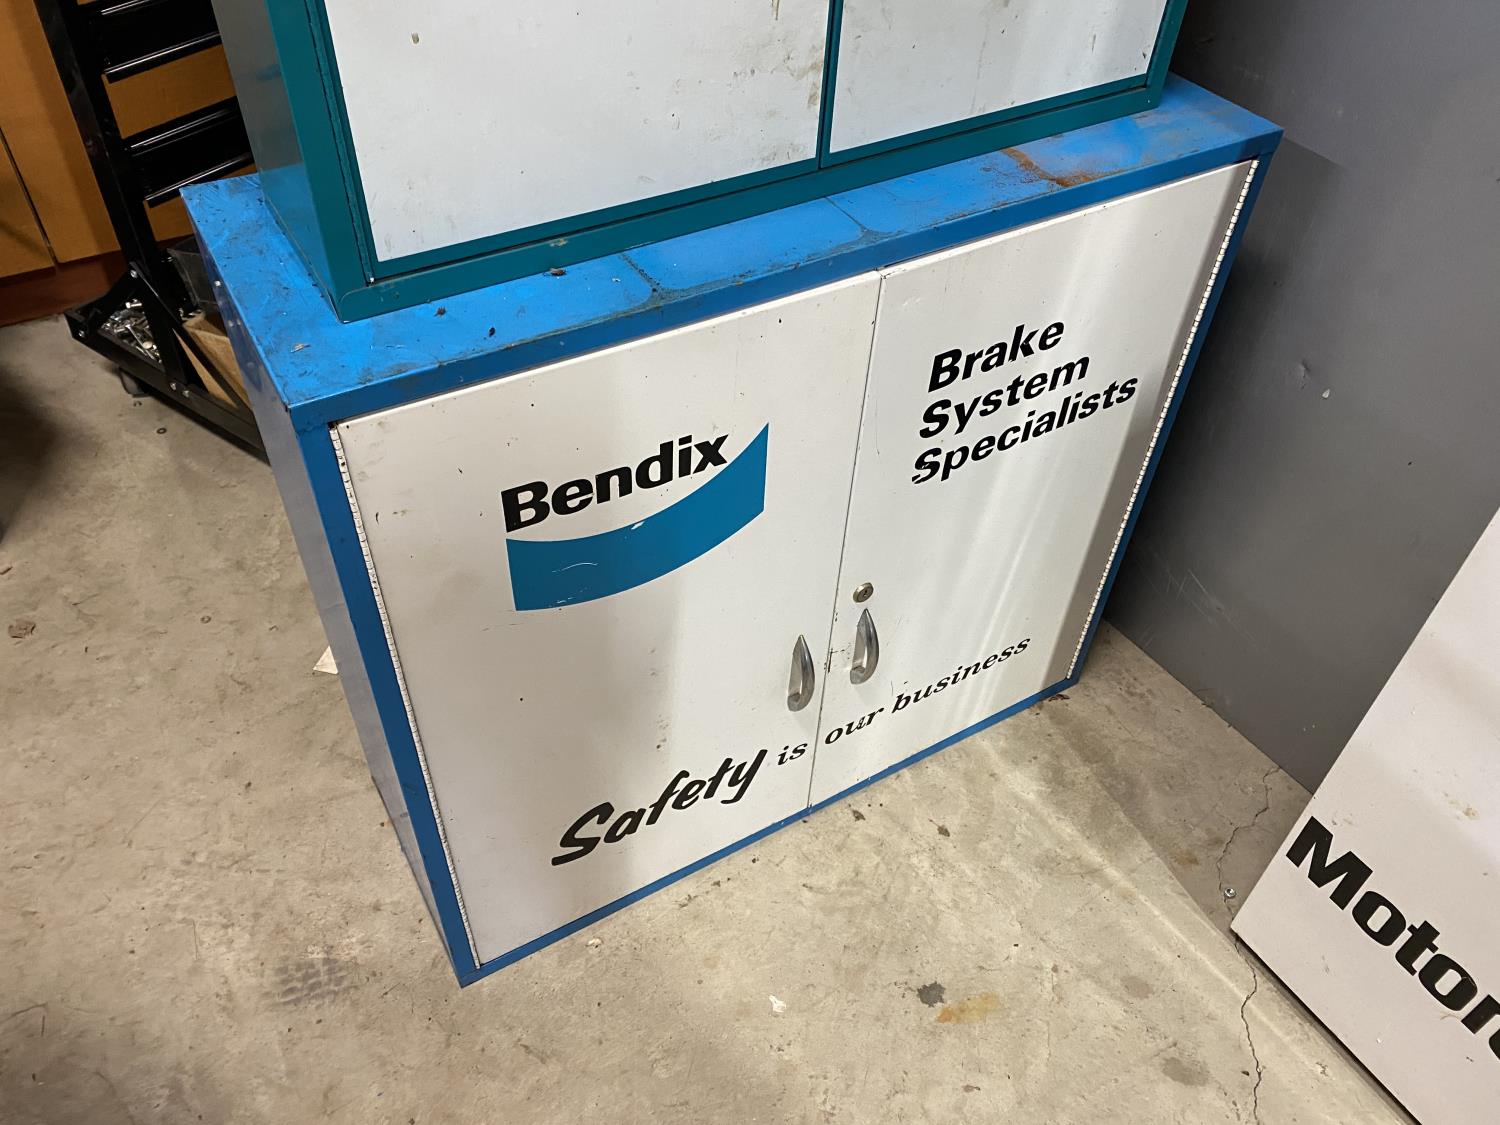 Bendix
Brake
System
Specialists
Safety is our business
Motor